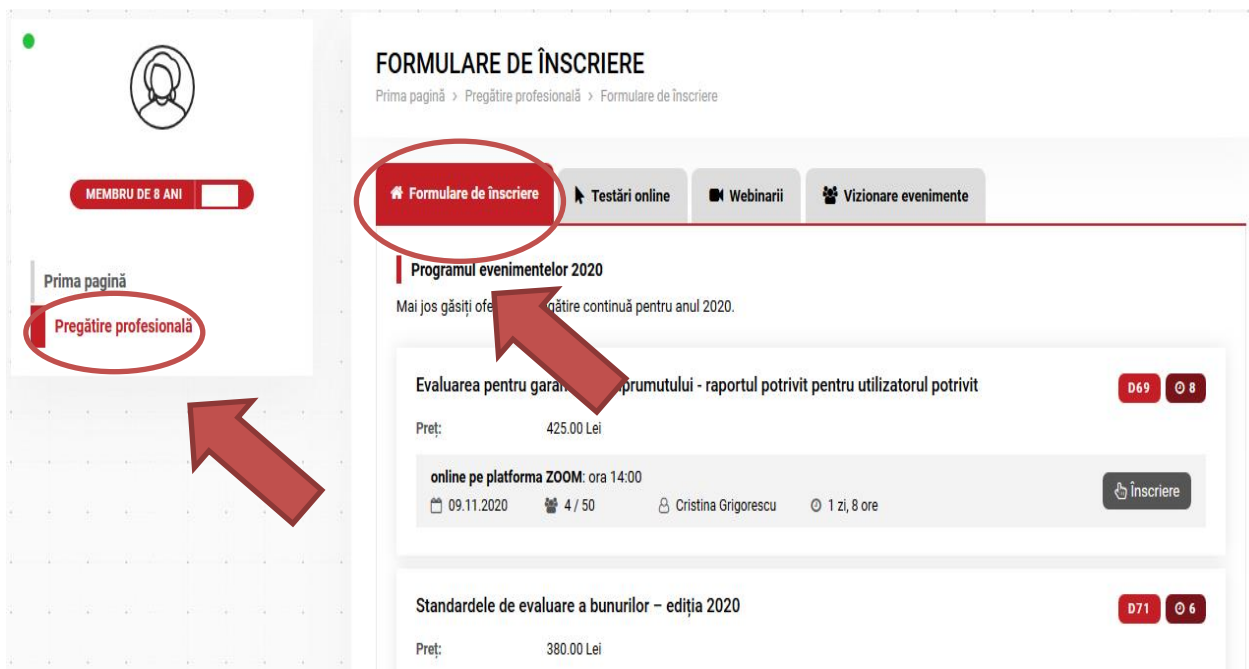 FORMULARE DE ÎNSCRIERE
Prima pagină > Pregătire profesională > Formulare de înscriere
MEMBRU DE 8 ANI
Prima pagină
Pregătire profesională
Formulare de înscriere
Testări online
Webinarii
Vizionare evenimente
Programul evenimentelor 2020
Mai jos găsiți continuă pentru anul 2020.
Evaluarea pentru - raportul potrivit pentru utilizatorul potrivit
D69 8
Preț: 425.00 Lei
online pe platforma ZOOM: ora 14:00
09.11.2020 4 / 50 Cristina Grigorescu 1 zi, 8 ore
Înscriere
Standardele de evaluare a bunurilor – ediția 2020
D71 6
Preț: 380.00 Lei